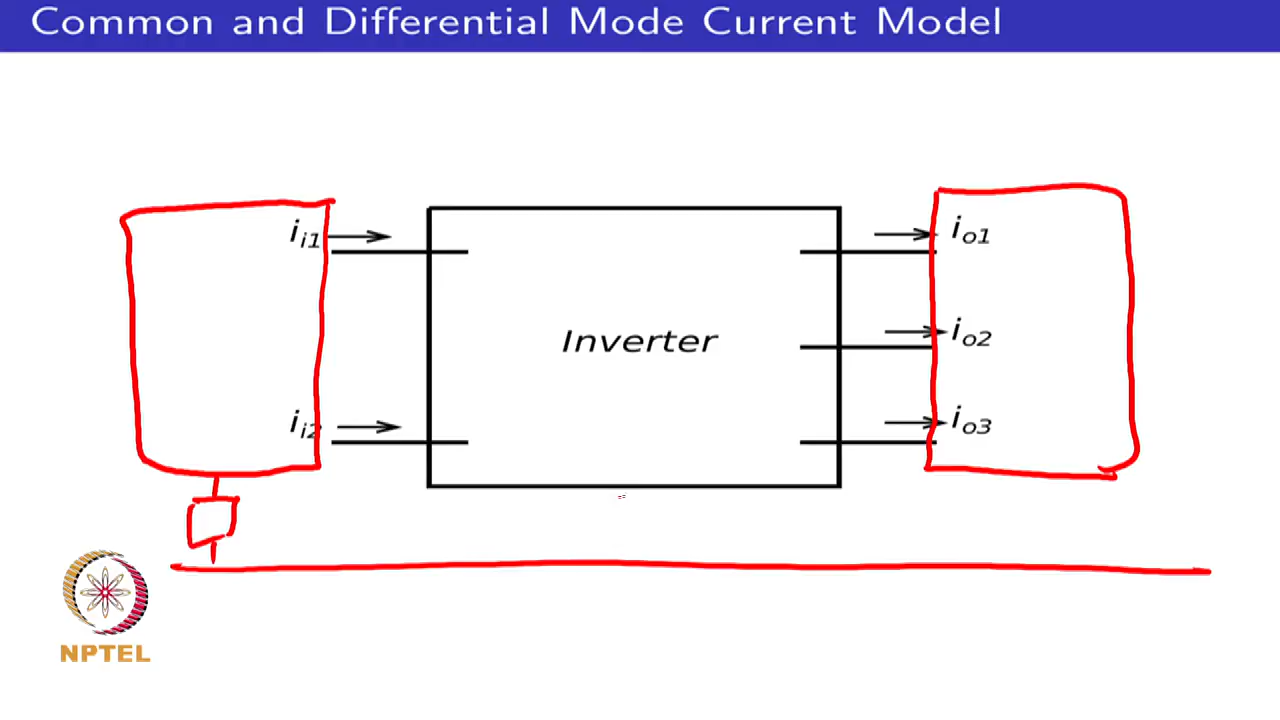 Common and Differential Mode Current Model
i_i1
i_o1
Inverter
i_o2
i_i2
i_o3
NPTEL